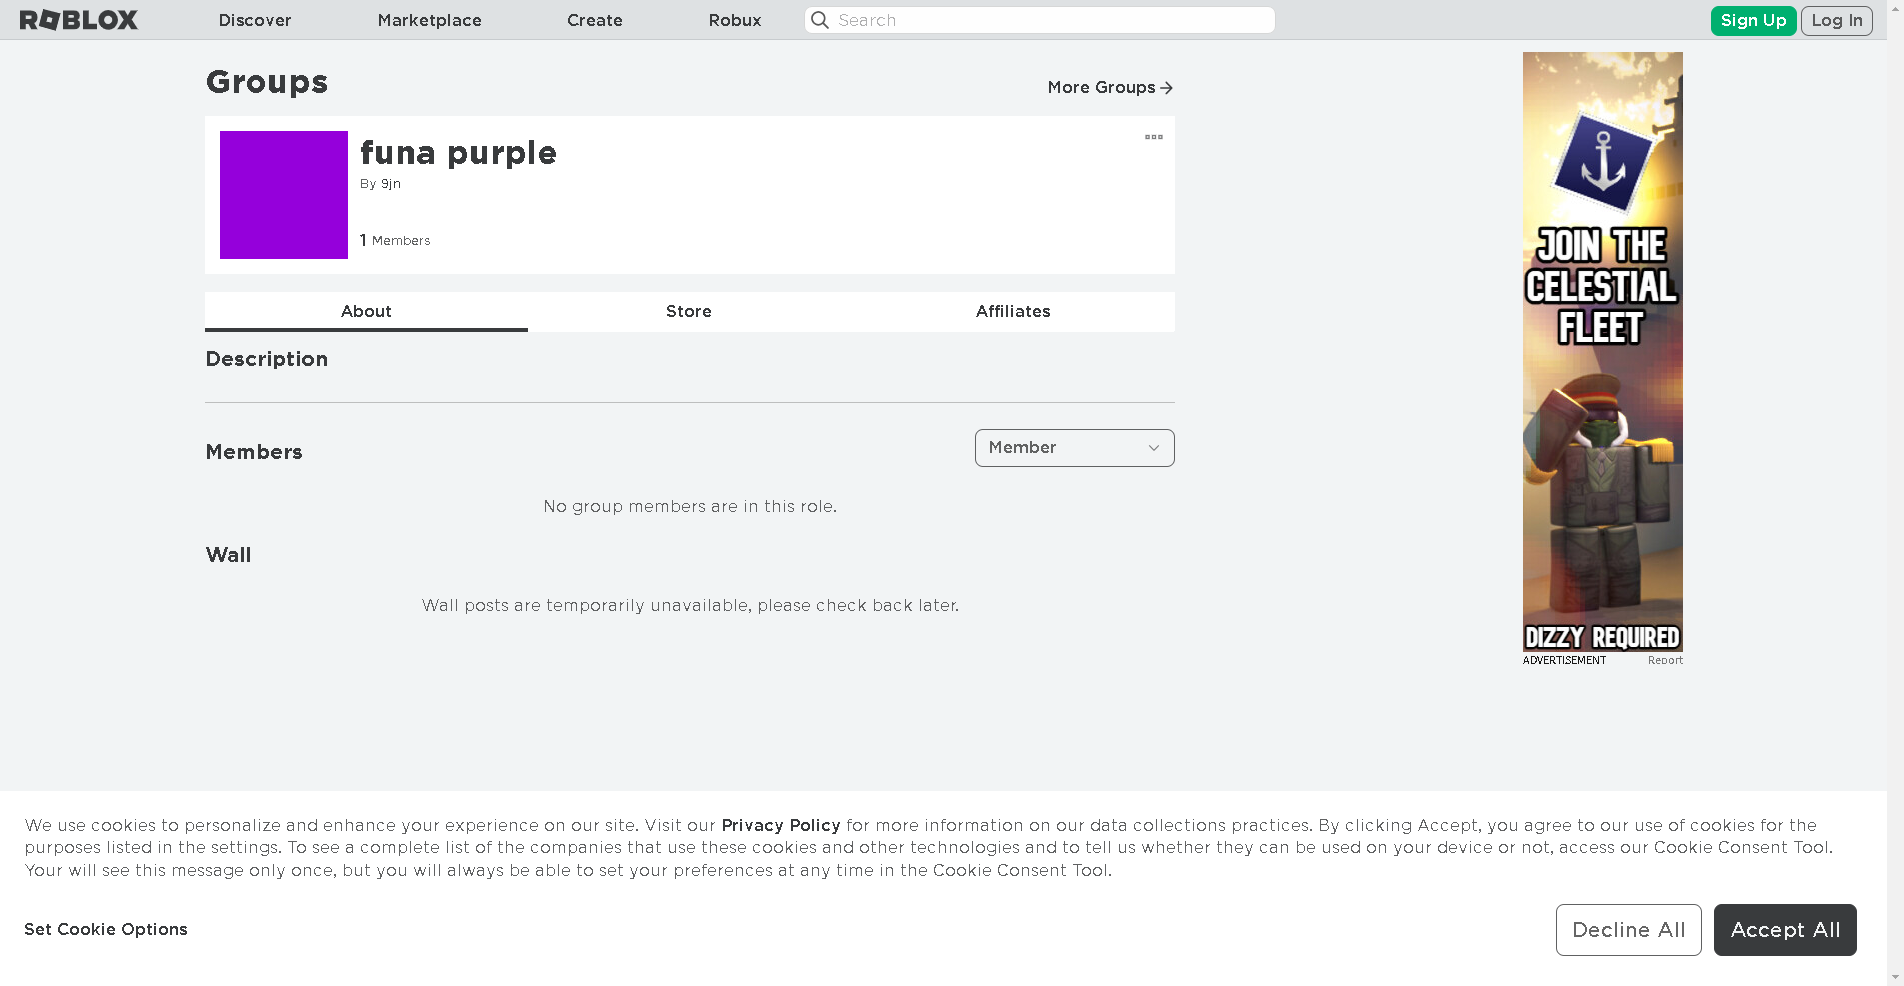 ROBLOX
Discover
Marketplace
Create
Robux
Search
Sign Up
Log In
Groups
More Groups
funa purple
By 9jn
1 Members
About
Store
Affiliates
Description
Members
Member
No group members are in this role.
Wall
Wall posts are temporarily unavailable, please check back later.
JOIN THE
CELESTIAL
FLEET
DIZZY REQUIRED
ADVERTISEMENT
Report
We use cookies to personalize and enhance your experience on our site. Visit our Privacy Policy for more information on our data collections practices. By clicking Accept, you agree to our use of cookies for the
purposes listed in the settings. To see a complete list of the companies that use these cookies and other technologies and to tell us whether they can be used on your device or not, access our Cookie Consent Tool.
Your will see this message only once, but you will always be able to set your preferences at any time in the Cookie Consent Tool.
Set Cookie Options
Decline All
Accept All